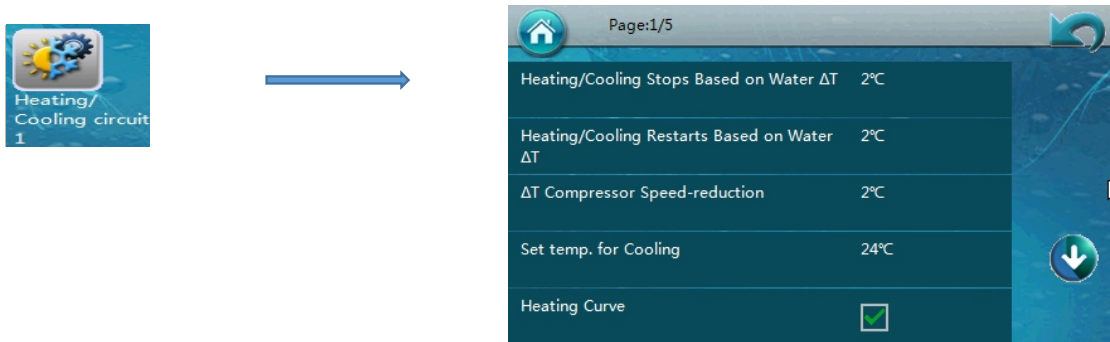 Heating/
Cooling circuit
1
Page:1/5
Heating/Cooling Stops Based on Water ΔT 2℃
Heating/Cooling Restarts Based on Water 2℃
ΔT
ΔT Compressor Speed-reduction 2℃
Set temp. for Cooling 24℃
Heating Curve